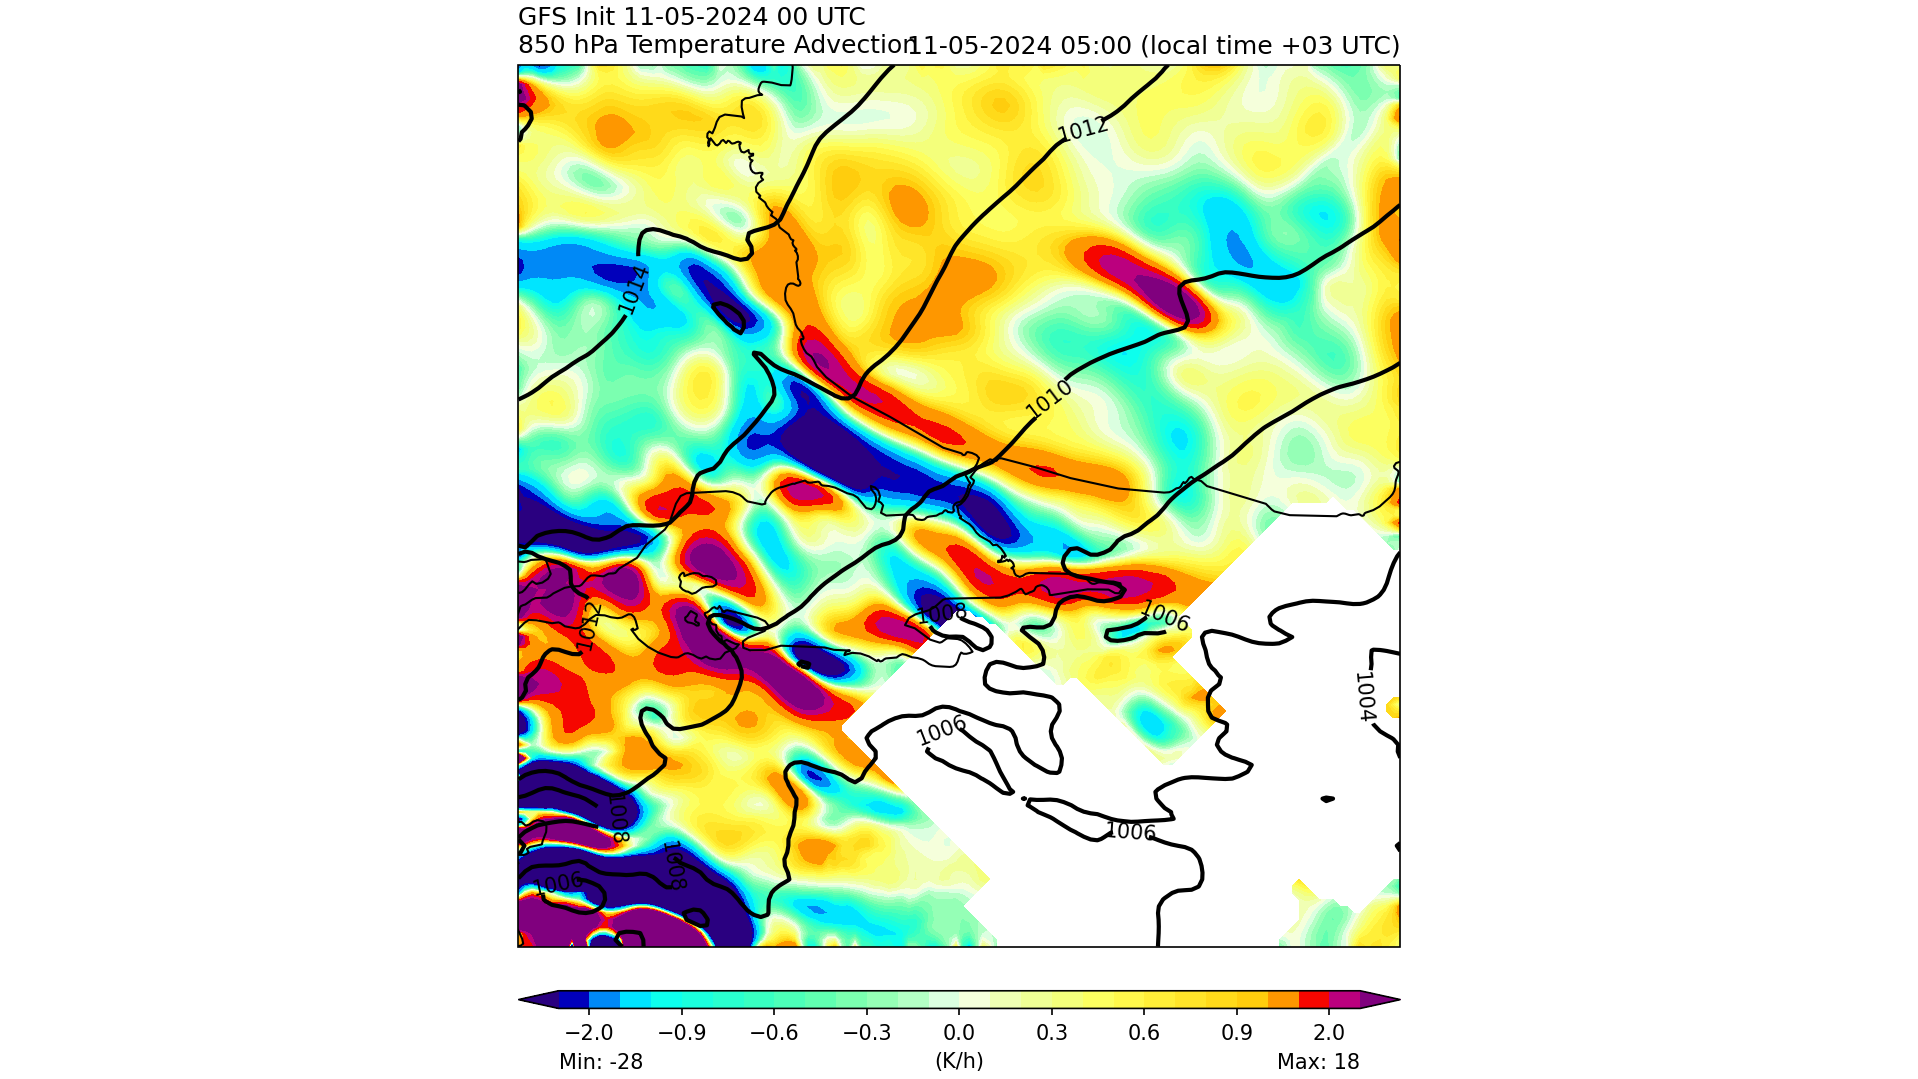 GFS Init 11-05-2024 00 UTC
850 hPa Temperature Advection
11-05-2024 05:00 (local time +03 UTC)
1012
1014
1010
1012
1008
1006
1004
1006
1008
1006
1008
1006
−2.0 −0.9 −0.6 −0.3 0.0 0.3 0.6 0.9 2.0
Min: -28 (K/h) Max: 18